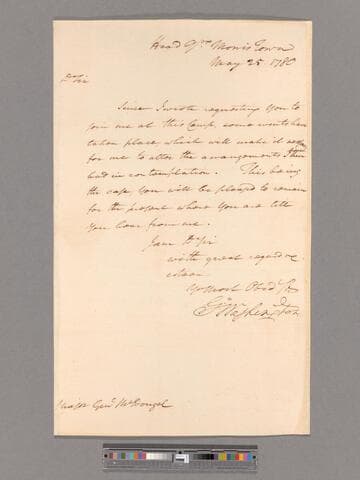 Head Qrs Morris Town
May 25 1780
Dr Sir
Since I wrote requesting You to
join me at this Camp, some events have
taken place which will make it
for me to alter the arrangements I then
had in contemplation. This being
the case You will be pleased to remain
for the present where You are till
You hear from me.
I am Dr Sir
with great regard &
esteem
Yr Most Obed St
Go Washington
Major Genl McDougal